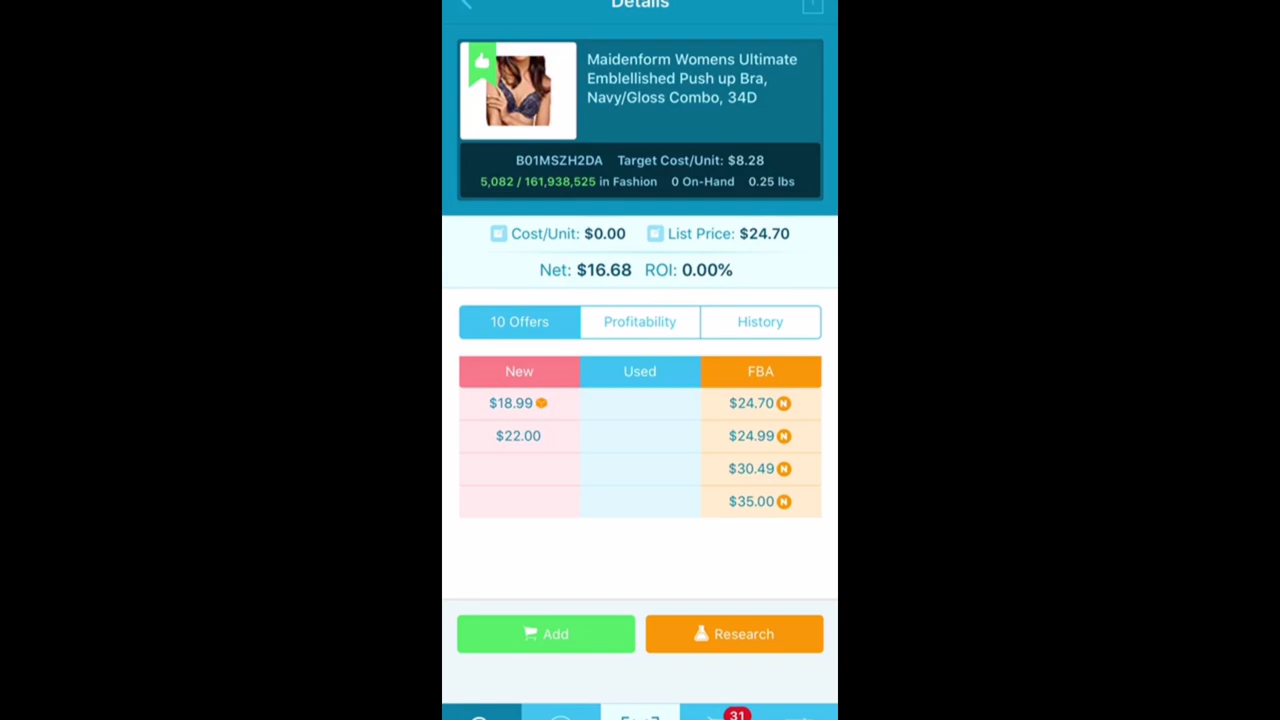 Details
Maidenform Womens Ultimate
Emblellished Push up Bra,
Navy/Gloss Combo, 34D
B01MSZH2DA Target Cost/Unit: $8.28
5,082 / 161,938,525 in Fashion 0 On-Hand 0.25 lbs
Cost/Unit: $0.00 List Price: $24.70
Net: $16.68 ROI: 0.00%
10 Offers Profitability History
New Used FBA
$18.99 $24.70 N
$22.00 $24.99 N
$30.49 N
$35.00 N
Add Research
31